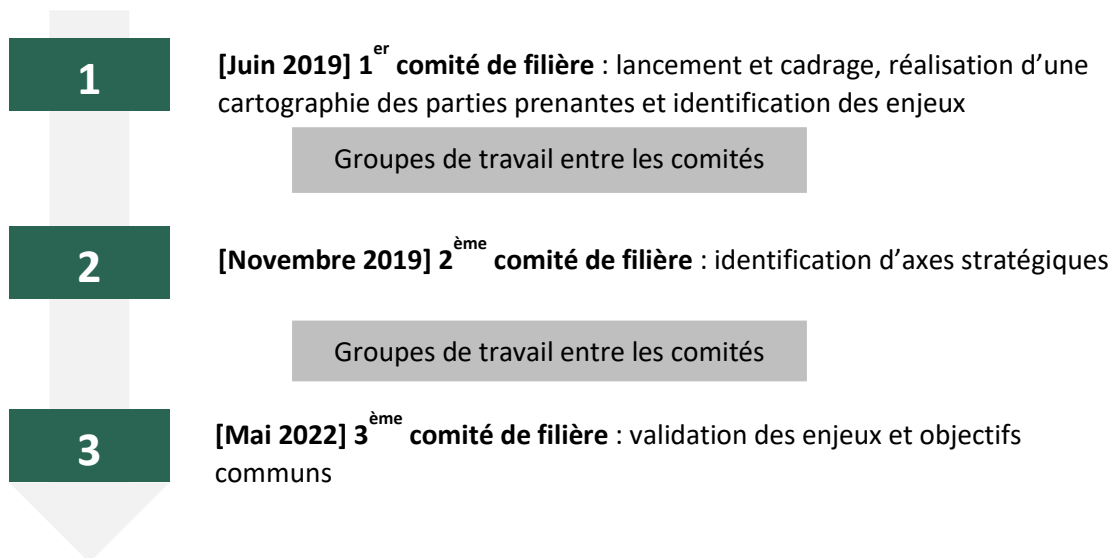 1
[Juin 2019] 1er comité de filière : lancement et cadrage, réalisation d’une
cartographie des parties prenantes et identification des enjeux
Groupes de travail entre les comités
2
[Novembre 2019] 2ème comité de filière : identification d’axes stratégiques
Groupes de travail entre les comités
3
[Mai 2022] 3ème comité de filière : validation des enjeux et objectifs
communs